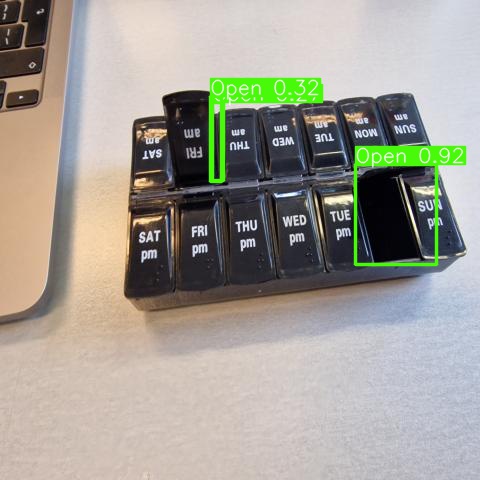 Open 0.32
Open 0.92
SAT am
FRI am
THU am
WED am
TUE am
MON am
SUN am
SAT pm
FRI pm
THU pm
WED pm
TUE pm
SUN pm